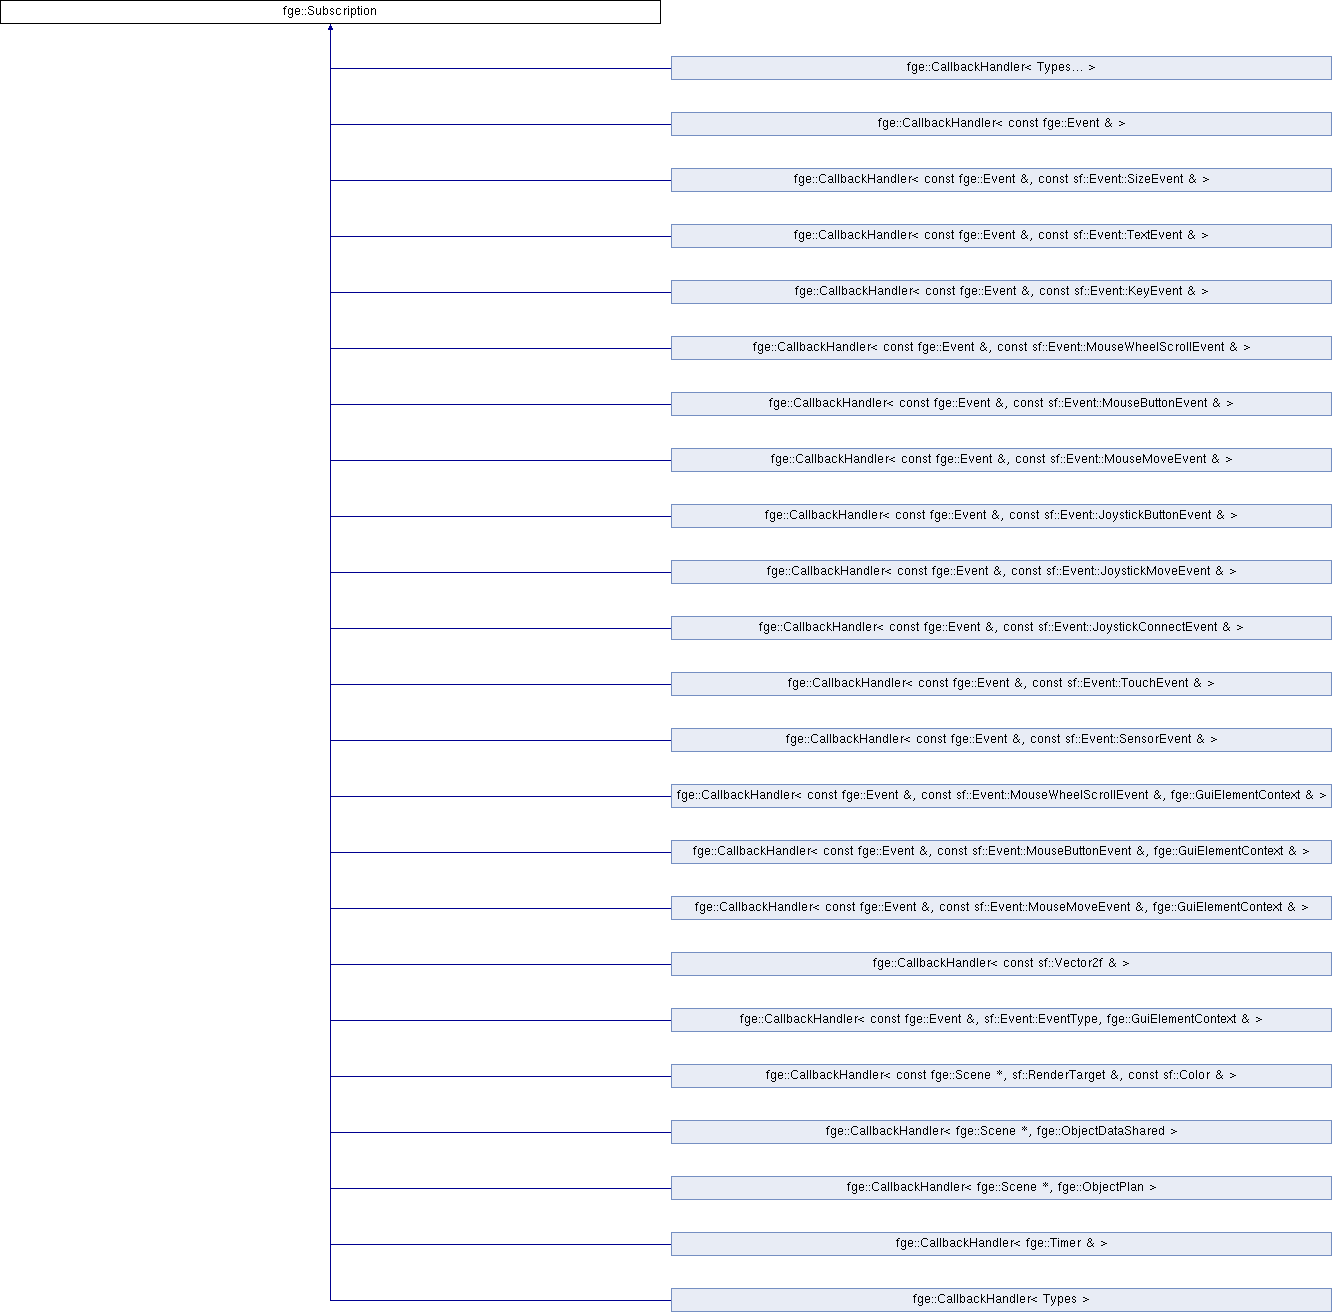 fge::Subscription
fge::CallbackHandler< Types... >
fge::CallbackHandler< const fge::Event & >
fge::CallbackHandler< const fge::Event &, const sf::Event::SizeEvent & >
fge::CallbackHandler< const fge::Event &, const sf::Event::TextEvent & >
fge::CallbackHandler< const fge::Event &, const sf::Event::KeyEvent & >
fge::CallbackHandler< const fge::Event &, const sf::Event::MouseWheelScrollEvent & >
fge::CallbackHandler< const fge::Event &, const sf::Event::MouseButtonEvent & >
fge::CallbackHandler< const fge::Event &, const sf::Event::MouseMoveEvent & >
fge::CallbackHandler< const fge::Event &, const sf::Event::JoystickButtonEvent & >
fge::CallbackHandler< const fge::Event &, const sf::Event::JoystickMoveEvent & >
fge::CallbackHandler< const fge::Event &, const sf::Event::JoystickConnectEvent & >
fge::CallbackHandler< const fge::Event &, const sf::Event::TouchEvent & >
fge::CallbackHandler< const fge::Event &, const sf::Event::SensorEvent & >
fge::CallbackHandler< const fge::Event &, const sf::Event::MouseWheelScrollEvent &, fge::GuiElementContext & >
fge::CallbackHandler< const fge::Event &, const sf::Event::MouseButtonEvent &, fge::GuiElementContext & >
fge::CallbackHandler< const fge::Event &, const sf::Event::MouseMoveEvent &, fge::GuiElementContext & >
fge::CallbackHandler< const sf::Vector2f & >
fge::CallbackHandler< const fge::Event &, sf::Event::EventType, fge::GuiElementContext & >
fge::CallbackHandler< const fge::Scene *, sf::RenderTarget &, const sf::Color & >
fge::CallbackHandler< fge::Scene *, fge::ObjectDataShared >
fge::CallbackHandler< fge::Scene *, fge::ObjectPlan >
fge::CallbackHandler< fge::Timer & >
fge::CallbackHandler< Types >